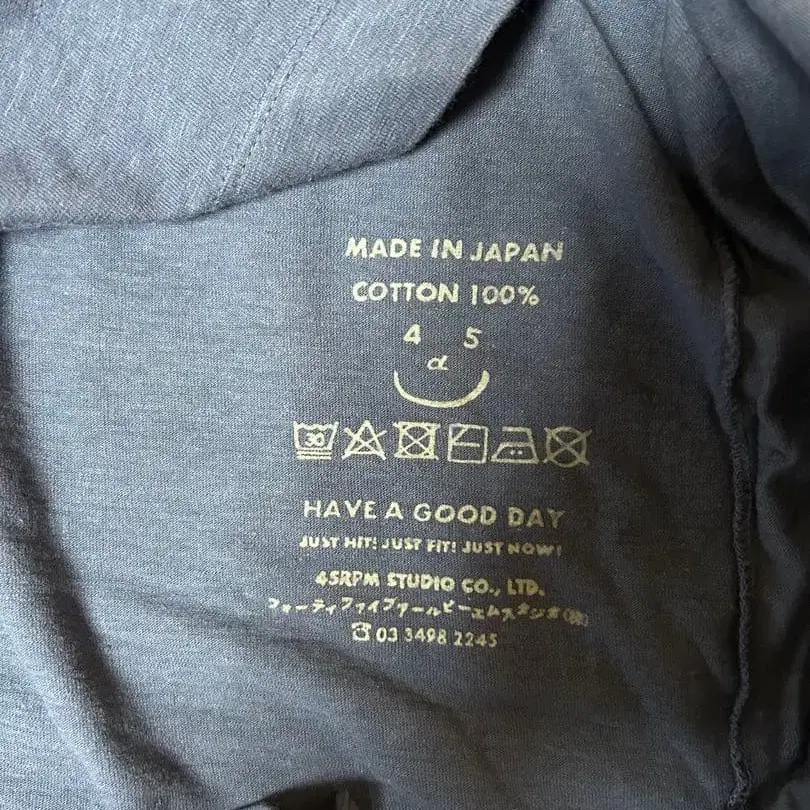 MADE IN JAPAN
COTTON 100%
4 5
d
30
HAVE A GOOD DAY
JUST HIT! JUST FIT! JUST NOW!
45RPM STUDIO CO., LTD.
フォーティファイブアールピーエムスタジオ(株)
☎03 3498 2245